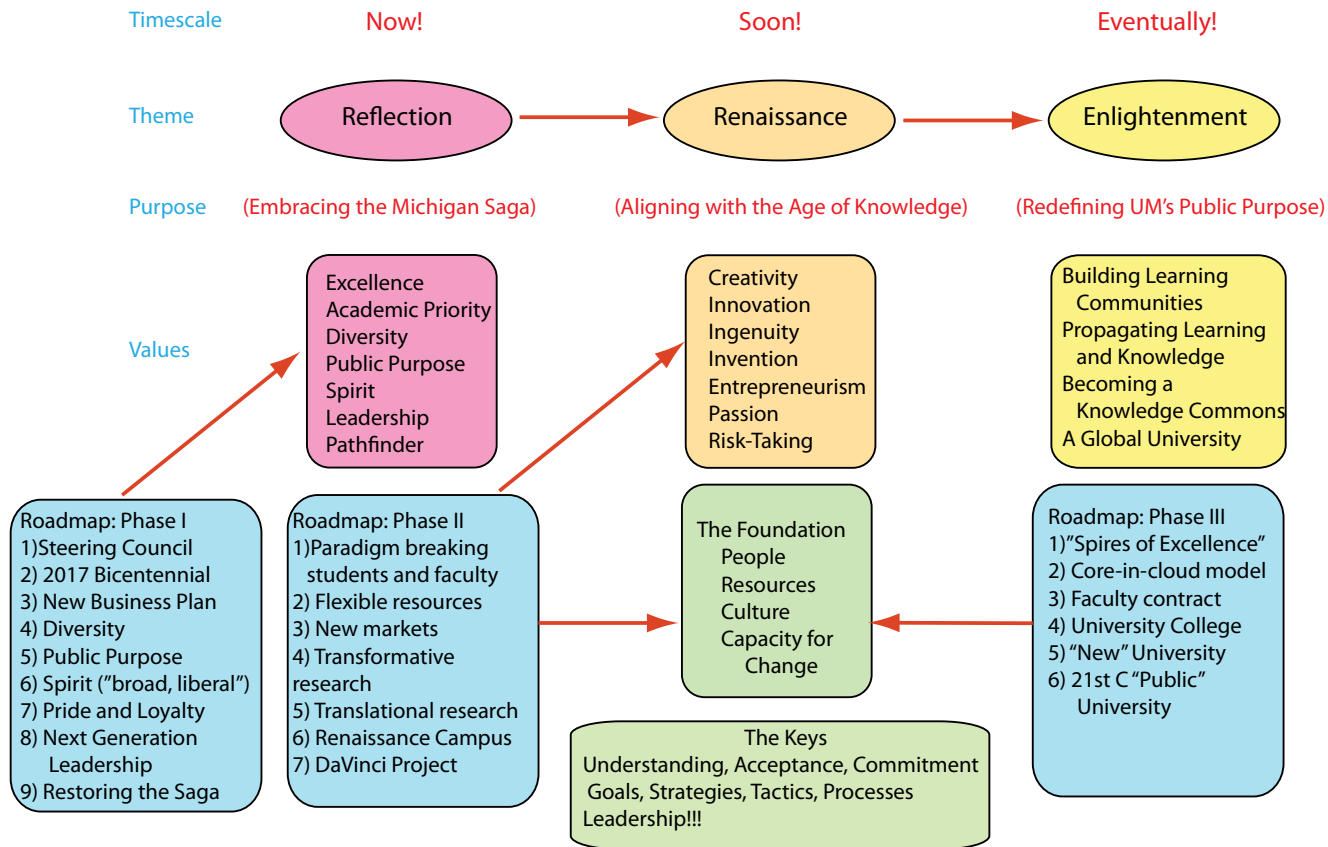 Timescale
Now!
Soon!
Eventually!
Theme
Reflection
Renaissance
Enlightenment
Purpose
(Embracing the Michigan Saga)
(Aligning with the Age of Knowledge)
(Redefining UM's Public Purpose)
Values
Excellence
Academic Priority
Diversity
Public Purpose
Spirit
Leadership
Pathfinder
Creativity
Innovation
Ingenuity
Invention
Entrepreneurism
Passion
Risk-Taking
Building Learning
Communities
Propagating Learning
and Knowledge
Becoming a
Knowledge Commons
A Global University
Roadmap: Phase I
1)Steering Council
2) 2017 Bicentennial
3) New Business Plan
4) Diversity
5) Public Purpose
6) Spirit ("broad, liberal")
7) Pride and Loyalty
8) Next Generation
Leadership
9) Restoring the Saga
Roadmap: Phase II
1)Paradigm breaking
students and faculty
2) Flexible resources
3) New markets
4) Transformative
research
5) Translational research
6) Renaissance Campus
7) DaVinci Project
The Foundation
People
Resources
Culture
Capacity for
Change
Roadmap: Phase III
1)"Spires of Excellence"
2) Core-in-cloud model
3) Faculty contract
4) University College
5) "New" University
6) 21st C "Public"
University
The Keys
Understanding, Acceptance, Commitment
Goals, Strategies, Tactics, Processes
Leadership!!!